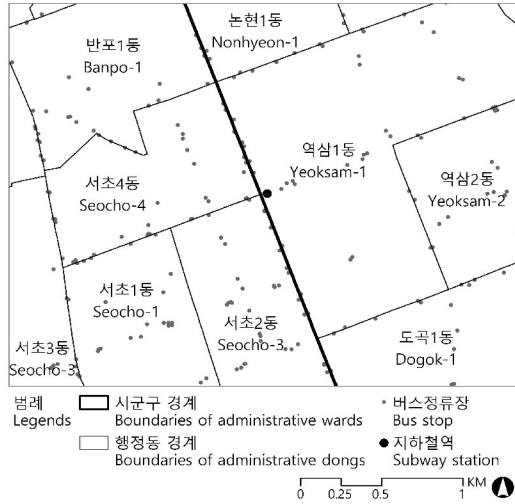 반포1동
Banpo-1
논현1동
Nonhyeon-1
역삼1동
Yeoksam-1
역삼2동
Yeoksam-2
서초4동
Seocho-4
서초1동
Seocho-1
서초2동
Seocho-3
서초3동
Seocho-3
도곡1동
Dogok-1
범례
Legends
시군구 경계
Boundaries of administrative wards
행정동 경계
Boundaries of administrative dongs
버스정류장
Bus stop
지하철역
Subway station
KM
0 0.25 0.5 1